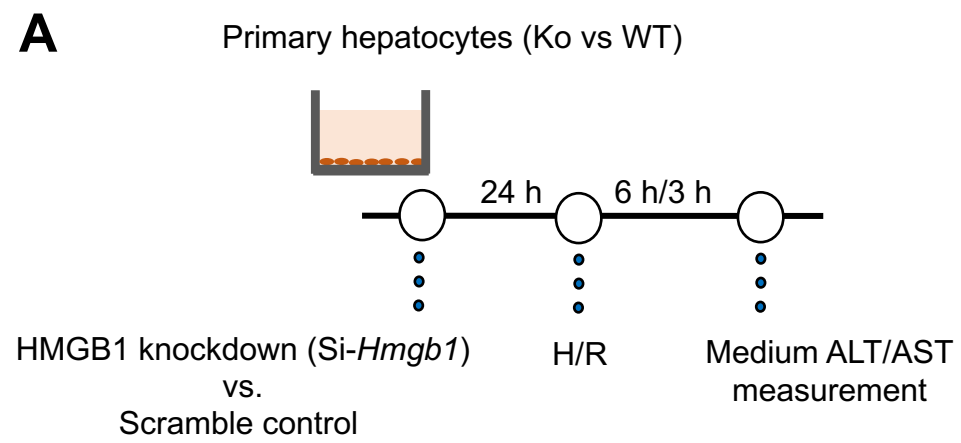 A
Primary hepatocytes (Ko vs WT)
24 h
6 h/3 h
HMGB1 knockdown (Si-Hmgb1)
vs.
Scramble control
H/R
Medium ALT/AST
measurement